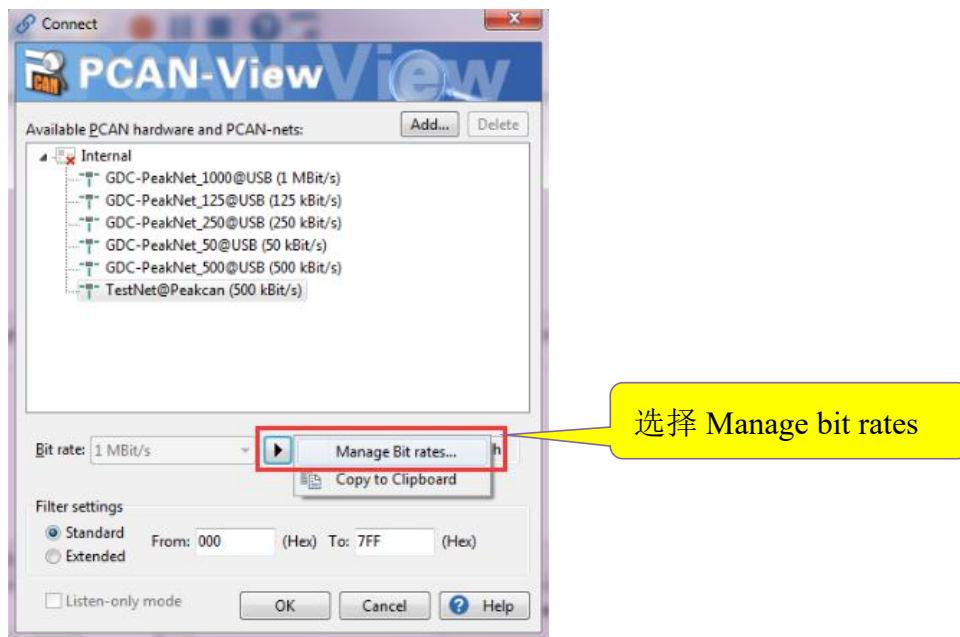 Connect
PCAN-View
Available PCAN hardware and PCAN-nets:
Add...
Delete
Internal
GDC-PeakNet_1000@USB (1 MBit/s)
GDC-PeakNet_125@USB (125 kBit/s)
GDC-PeakNet_250@USB (250 kBit/s)
GDC-PeakNet_50@USB (50 kBit/s)
GDC-PeakNet_500@USB (500 kBit/s)
TestNet@Peakcan (500 kBit/s)
选择 Manage bit rates
Bit rate: 1 MBit/s
Manage Bit rates...
h
Copy to Clipboard
Filter settings
Standard
From: 000 (Hex) To: 7FF (Hex)
Extended
Listen-only mode
OK
Cancel
Help